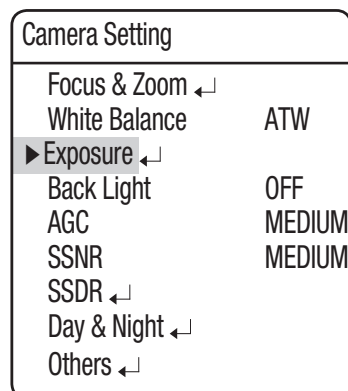 Camera Setting
Focus & Zoom ↵
White Balance ATW
▶Exposure ↵
Back Light OFF
AGC MEDIUM
SSNR MEDIUM
SSDR ↵
Day & Night ↵
Others ↵